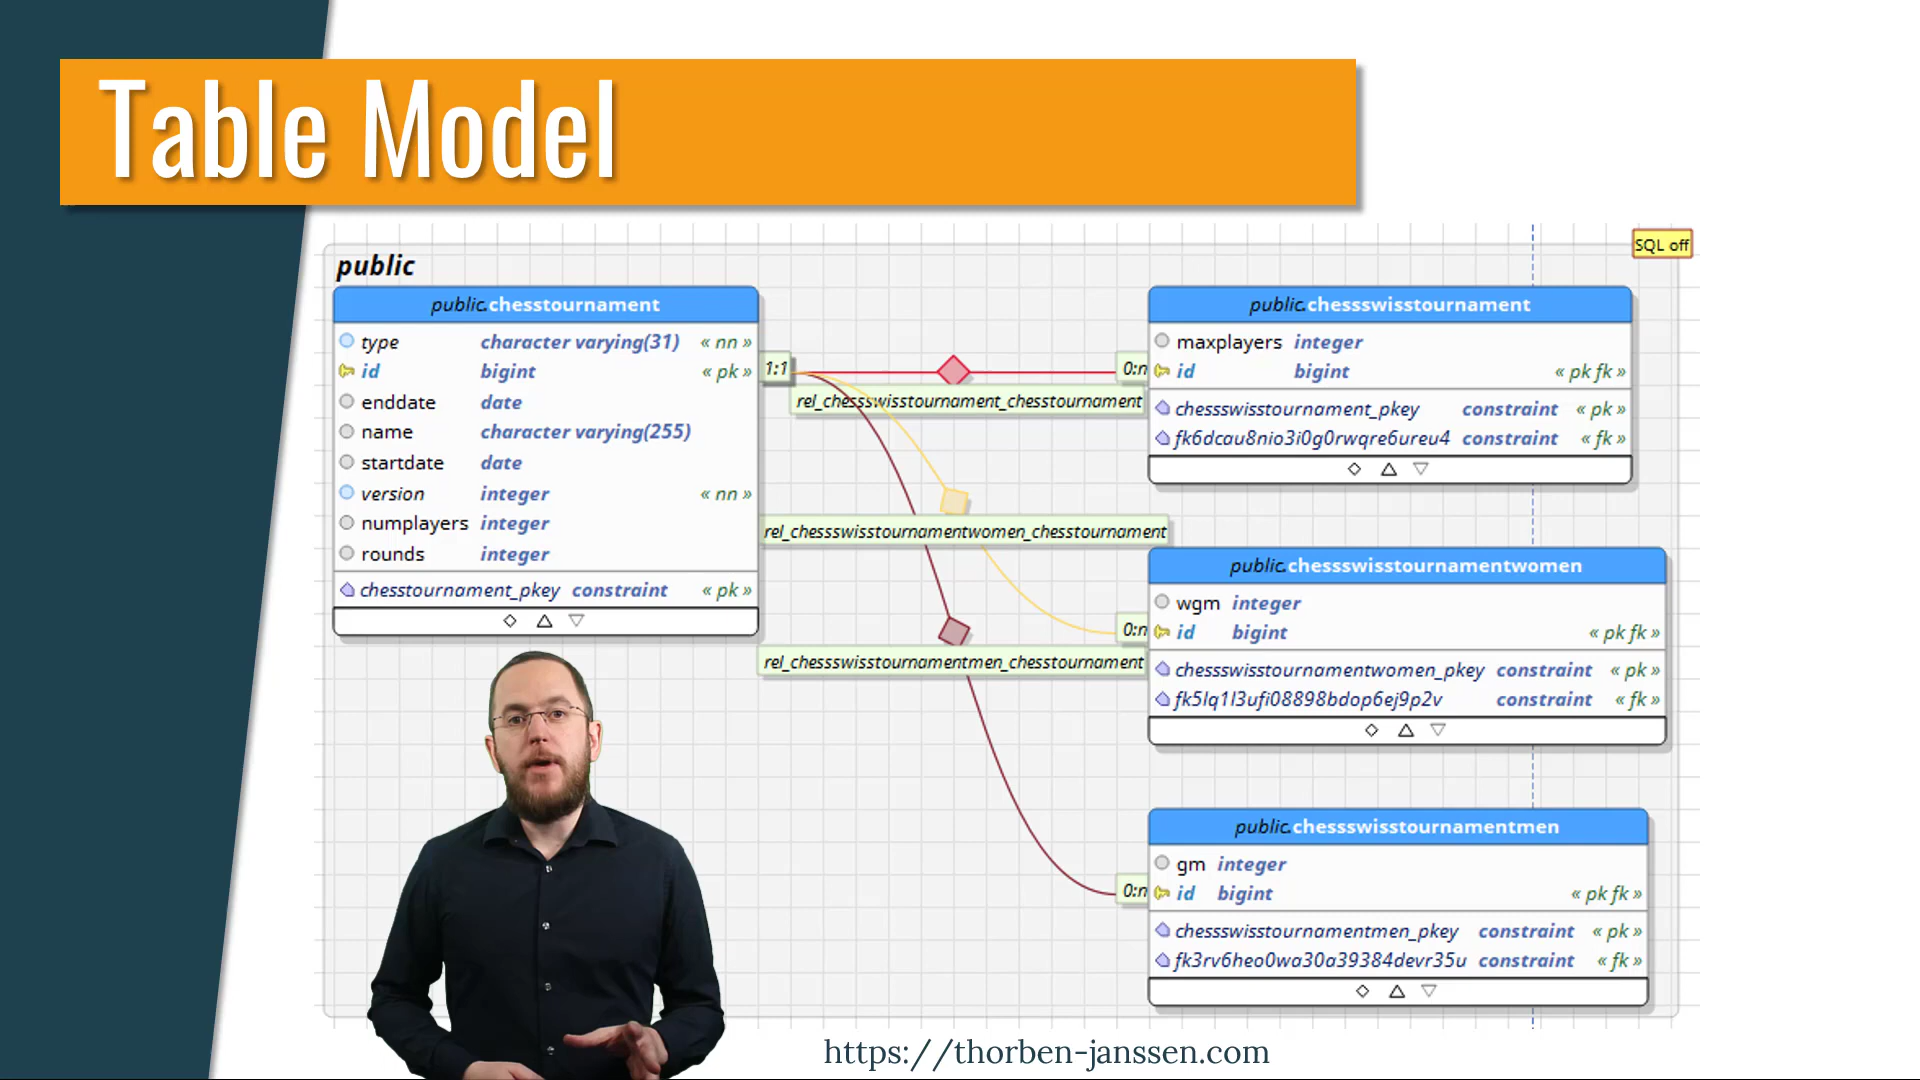 Table Model
SQL off
public
public.chesstournament
type character varying(31) « nn »
id bigint « pk »
enddate date
name character varying(255)
startdate date
version integer « nn »
numplayers integer
rounds integer
chesstournament_pkey constraint « pk »
1:1
0:n
rel_chessswisstournament_chesstournament
rel_chessswisstournamentwomen_chesstournament
0:n
rel_chessswisstournamentmen_chesstournament
0:n
public.chessswisstournament
maxplayers integer
id bigint « pk fk »
chessswisstournament_pkey constraint « pk »
fk6dcau8nio3i0g0rwqre6ureu4 constraint « fk »
public.chessswisstournamentwomen
wgm integer
id bigint « pk fk »
chessswisstournamentwomen_pkey constraint « pk »
fk5lq1l3ufi08898bdop6ej9p2v constraint « fk »
public.chessswisstournamentmen
gm integer
id bigint « pk fk »
chessswisstournamentmen_pkey constraint « pk »
fk3rv6heo0wa30a39384devr35u constraint « fk »
https://thorben-janssen.com